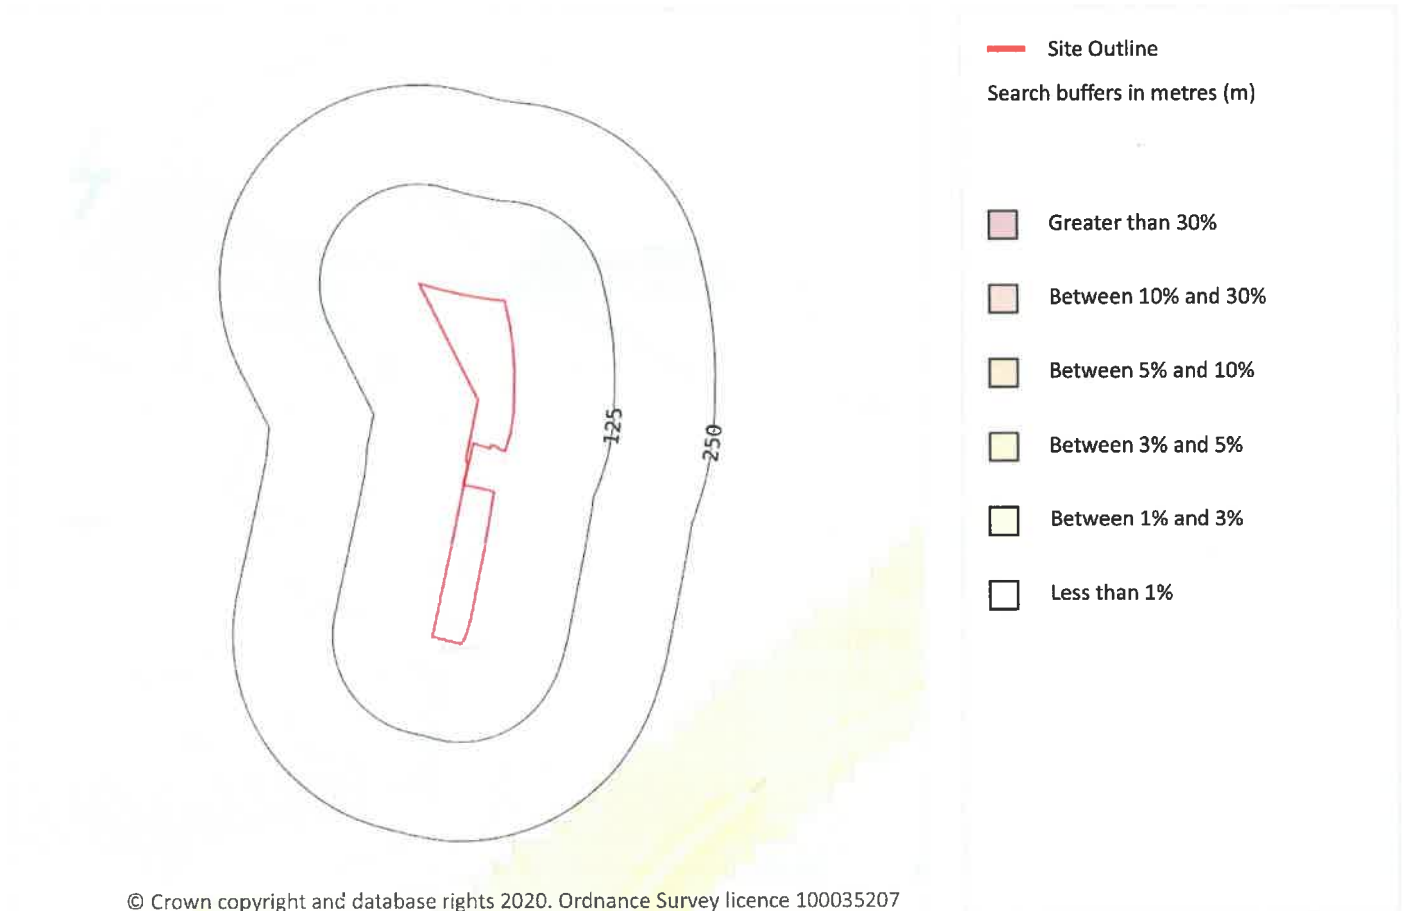 Site Outline
Search buffers in metres (m)
Greater than 30%
Between 10% and 30%
Between 5% and 10%
Between 3% and 5%
Between 1% and 3%
Less than 1%
125
250
© Crown copyright and database rights 2020. Ordnance Survey licence 100035207